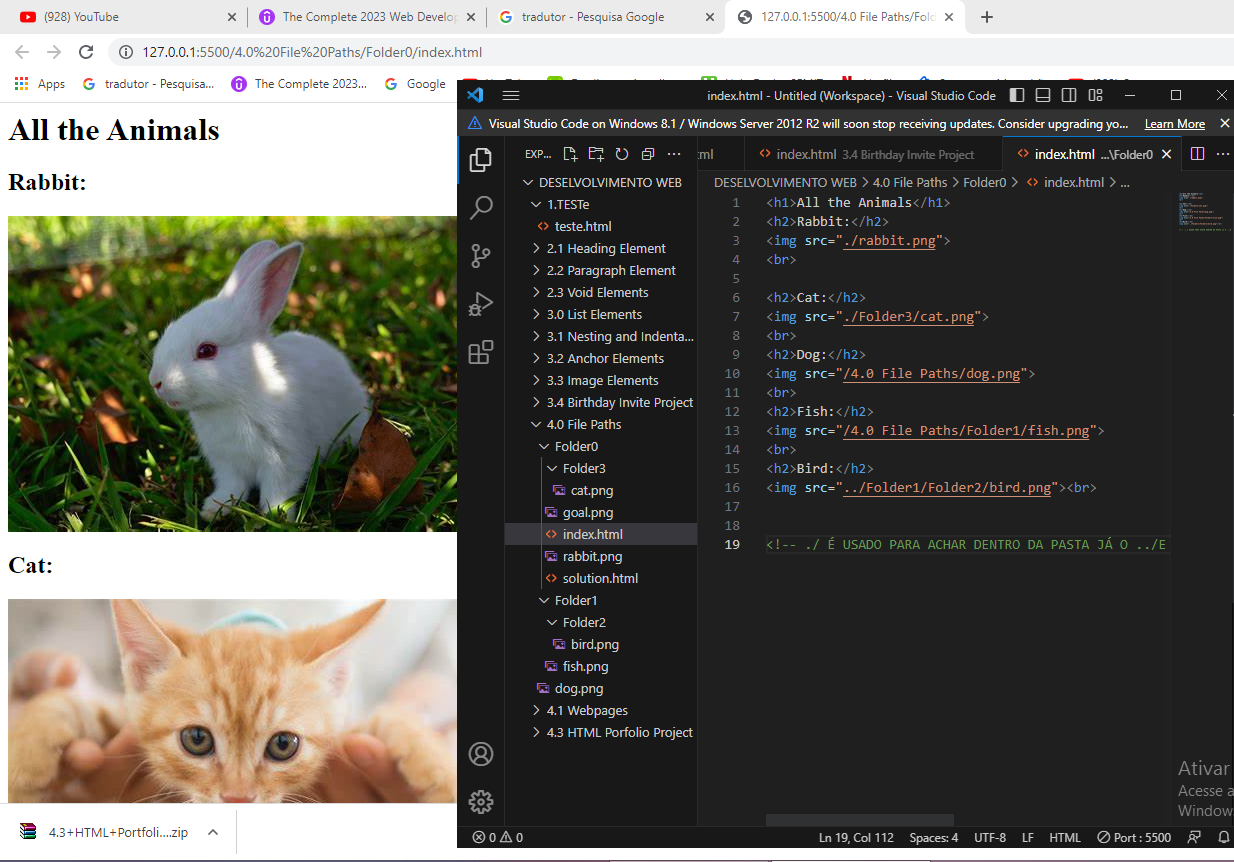 (928) YouTube
The Complete 2023 Web Develop
tradutor - Pesquisa Google
127.0.0.1:5500/4.0 File Paths/Fold
127.0.0.1:5500/4.0%20File%20Paths/Folder0/index.html
Apps
tradutor - Pesquisa...
The Complete 2023...
Google
All the Animals
Rabbit:
Cat:
4.3+HTML+Portfoli....zip
index.html - Untitled (Workspace) - Visual Studio Code
Visual Studio Code on Windows 8.1 / Windows Server 2012 R2 will soon stop receiving updates. Consider upgrading yo...
Learn More
EXP...
ml
index.html 3.4 Birthday Invite Project
index.html ...\Folder0
DESELVOLVIMENTO WEB
1.TESTe
teste.html
2.1 Heading Element
2.2 Paragraph Element
2.3 Void Elements
3.0 List Elements
3.1 Nesting and Indenta...
3.2 Anchor Elements
3.3 Image Elements
3.4 Birthday Invite Project
4.0 File Paths
Folder0
Folder3
cat.png
goal.png
index.html
rabbit.png
solution.html
Folder1
Folder2
bird.png
fish.png
dog.png
4.1 Webpages
4.3 HTML Porfolio Project
DESELVOLVIMENTO WEB > 4.0 File Paths > Folder0 > index.html > ...
1 <h1>All the Animals</h1>
2 <h2>Rabbit:</h2>
3 <img src="./rabbit.png">
4 <br>
5
6 <h2>Cat:</h2>
7 <img src="./Folder3/cat.png">
8 <br>
9 <h2>Dog:</h2>
10 <img src="/4.0 File Paths/dog.png">
11 <br>
12 <h2>Fish:</h2>
13 <img src="/4.0 File Paths/Folder1/fish.png">
14 <br>
15 <h2>Bird:</h2>
16 <img src="../Folder1/Folder2/bird.png"><br>
17
18
19 <!-- ./ É USADO PARA ACHAR DENTRO DA PASTA JÁ O ../E
Ativar
Acesse a
Window
0 0
Ln 19, Col 112
Spaces: 4
UTF-8
LF
HTML
Port : 5500